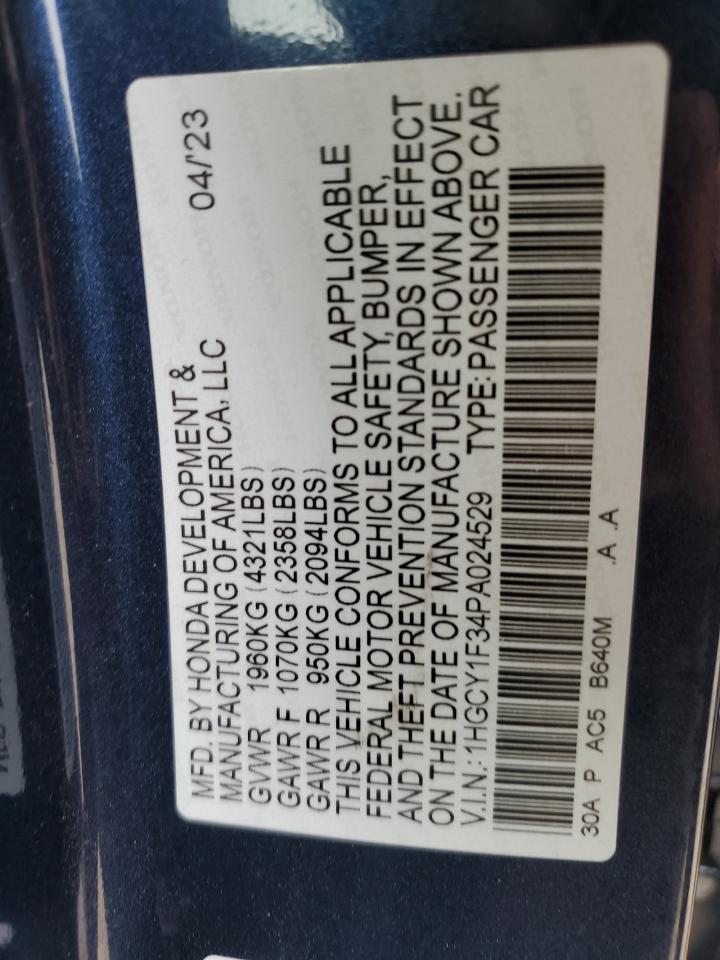 MFD. BY HONDA DEVELOPMENT &
MANUFACTURING OF AMERICA, LLC 04/'23
GVWR 1960KG (4321LBS)
GAWR F 1070KG (2358LBS)
GAWR R 950KG (2094LBS)
THIS VEHICLE CONFORMS TO ALL APPLICABLE
FEDERAL MOTOR VEHICLE SAFETY, BUMPER,
AND THEFT PREVENTION STANDARDS IN EFFECT
ON THE DATE OF MANUFACTURE SHOWN ABOVE.
V.I.N.: 1HGCY1F34PA024529 TYPE: PASSENGER CAR
30A P AC5 B640M .A .A